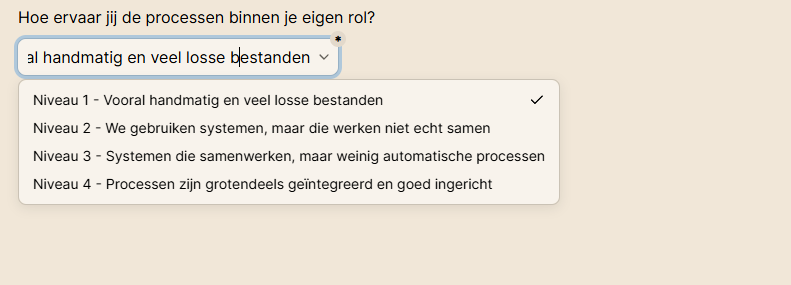 Hoe ervaar jij de processen binnen je eigen rol?
*
al handmatig en veel losse bestanden
Niveau 1 - Vooral handmatig en veel losse bestanden
Niveau 2 - We gebruiken systemen, maar die werken niet echt samen
Niveau 3 - Systemen die samenwerken, maar weinig automatische processen
Niveau 4 - Processen zijn grotendeels geïntegreerd en goed ingericht